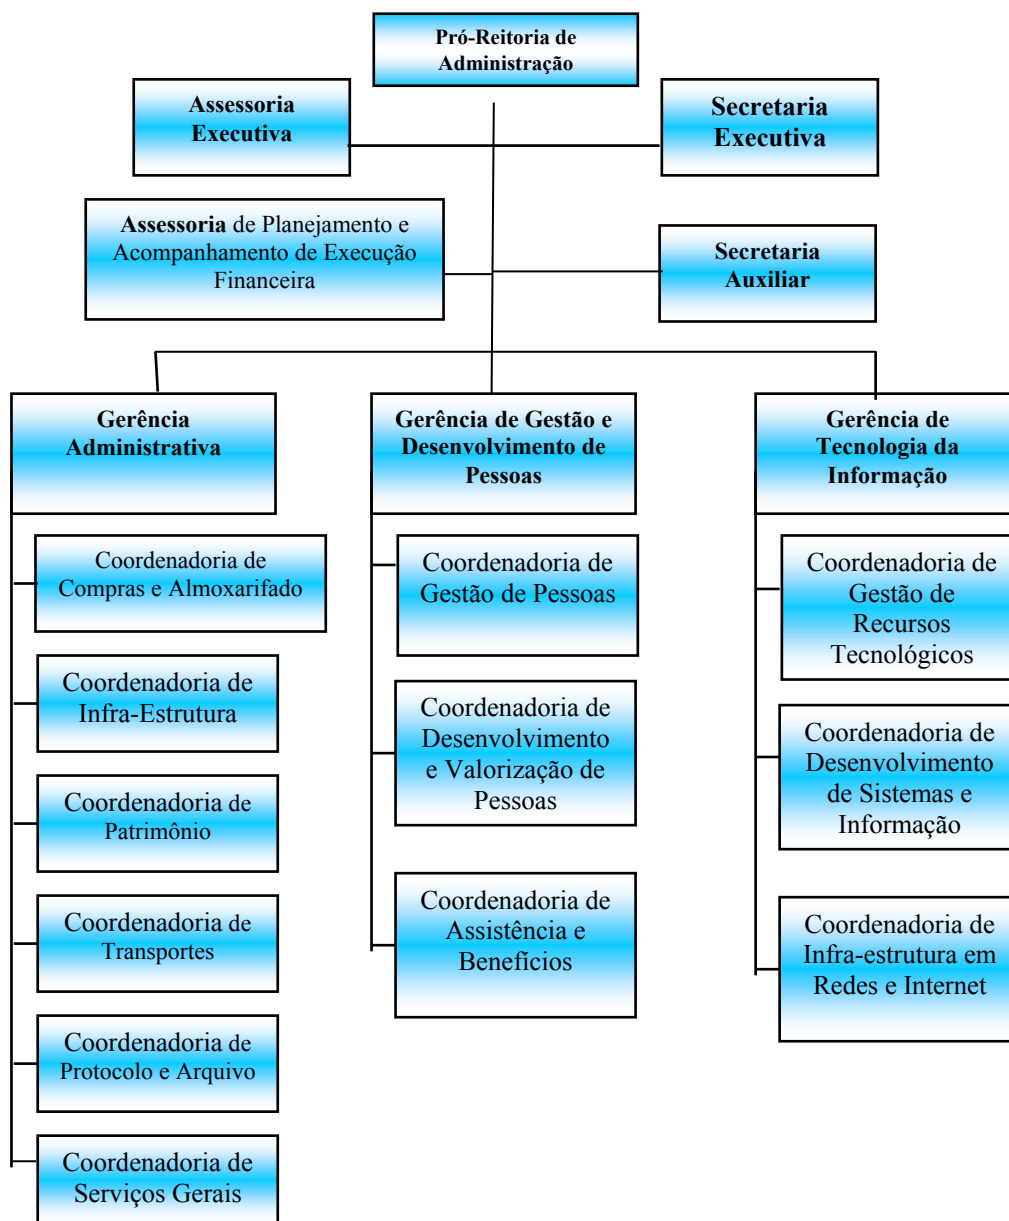 Pró-Reitoria de
Administração
Assessoria
Executiva
Secretaria
Executiva
Assessoria de Planejamento e
Acompanhamento de Execução
Financeira
Secretaria
Auxiliar
Gerência
Administrativa
Gerência de Gestão e
Desenvolvimento de
Pessoas
Gerência de
Tecnologia da
Informação
Coordenadoria de
Compras e Almoxarifado
Coordenadoria de
Infra-Estrutura
Coordenadoria de
Patrimônio
Coordenadoria de
Transportes
Coordenadoria de
Protocolo e Arquivo
Coordenadoria de
Serviços Gerais
Coordenadoria de
Gestão de Pessoas
Coordenadoria de
Desenvolvimento
e Valorização de
Pessoas
Coordenadoria de
Assistência e
Benefícios
Coordenadoria de
Gestão de
Recursos
Tecnológicos
Coordenadoria de
Desenvolvimento
de Sistemas e
Informação
Coordenadoria de
Infra-estrutura em
Redes e Internet